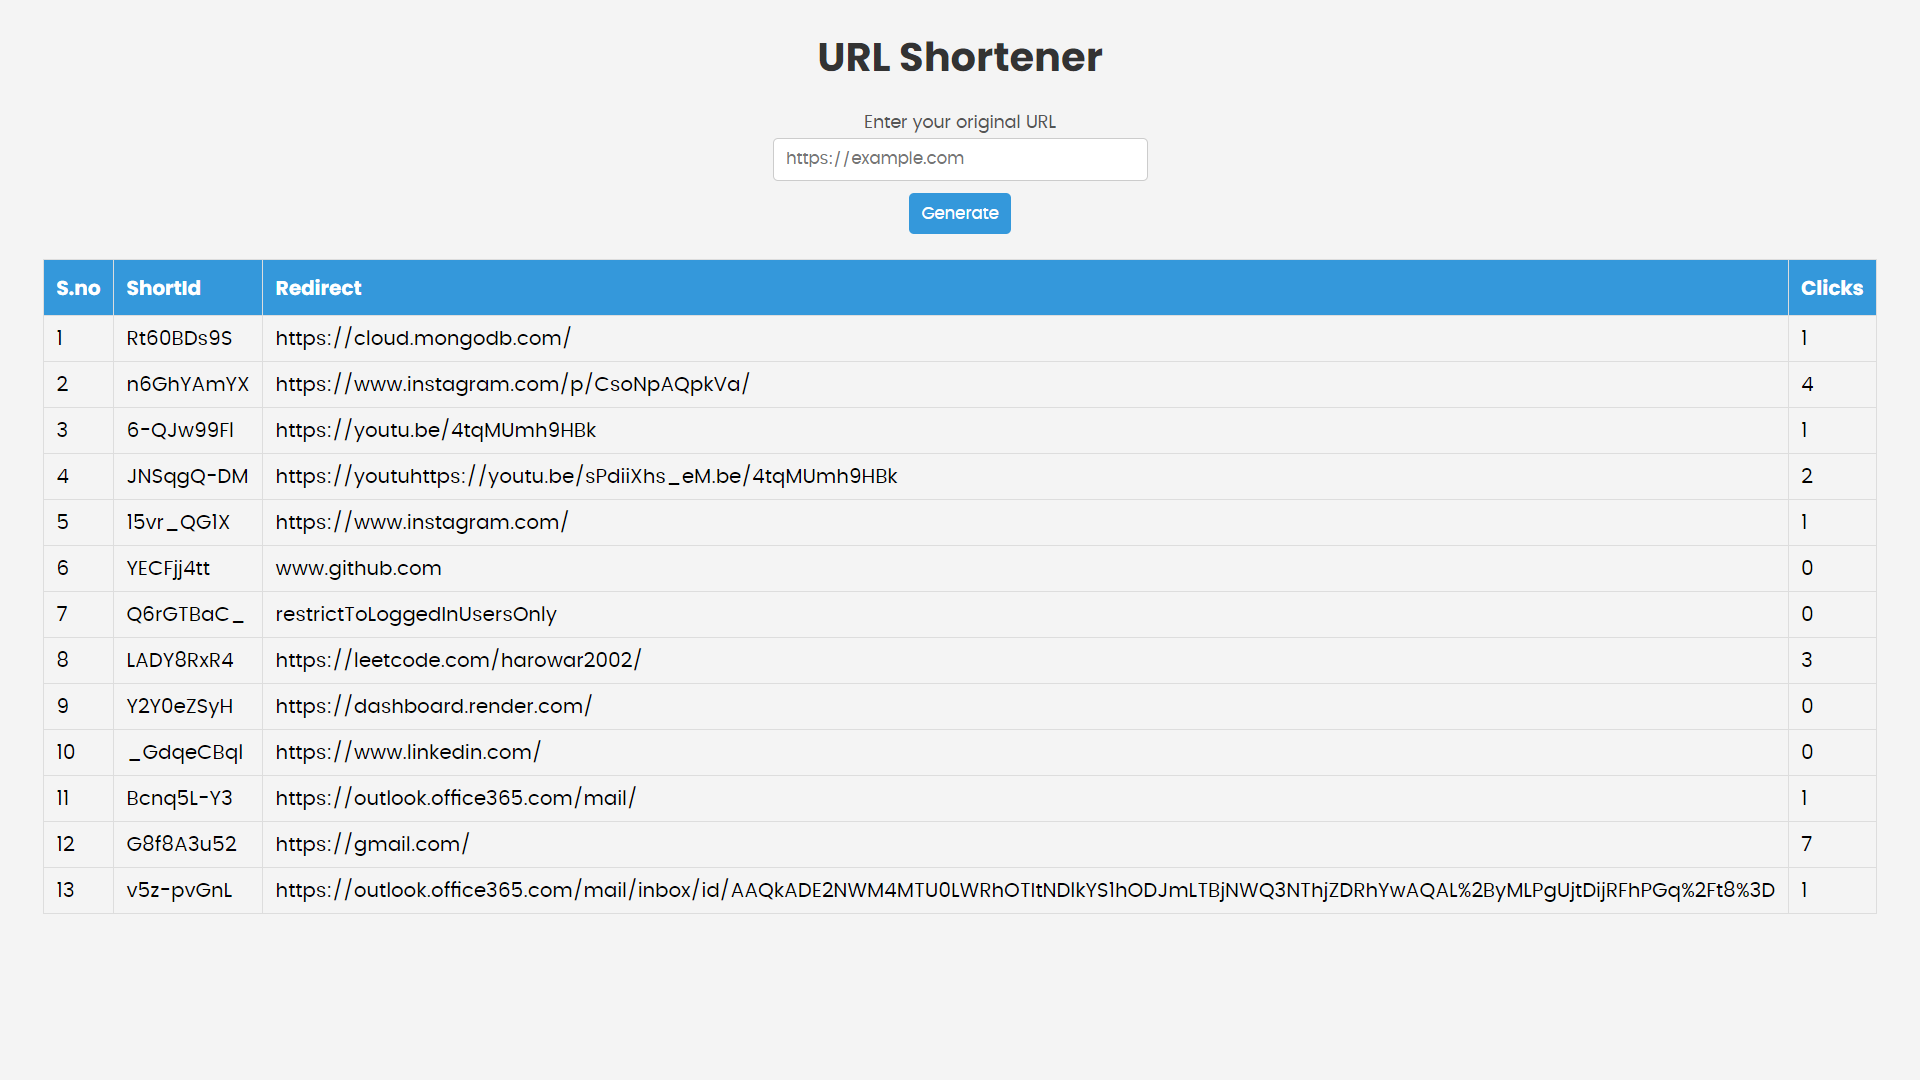 URL Shortener
Enter your original URL
https://example.com
Generate
S.no ShortId Redirect Clicks
1 Rt60BDs9S https://cloud.mongodb.com/ 1
2 n6GhYAmYX https://www.instagram.com/p/CsoNpAQpkVa/ 4
3 6-QJw99Fl https://youtu.be/4tqMUmh9HBk 1
4 JNSqgQ-DM https://youtuhttps://youtu.be/sPdiiXhs_eM.be/4tqMUmh9HBk 2
5 15vr_QG1X https://www.instagram.com/ 1
6 YECFjj4tt www.github.com 0
7 Q6rGTBaC_ restrictToLoggedInUsersOnly 0
8 LADY8RxR4 https://leetcode.com/harowar2002/ 3
9 Y2Y0eZSyH https://dashboard.render.com/ 0
10 _GdqeCBql https://www.linkedin.com/ 0
11 Bcnq5L-Y3 https://outlook.office365.com/mail/ 1
12 G8f8A3u52 https://gmail.com/ 7
13 v5z-pvGnL https://outlook.office365.com/mail/inbox/id/AAQkADE2NWM4MTU0LWRhOTItNDlkYS1hODJmLTBjNWQ3NThjZDRhYwAQAL%2ByMLPgUjtDijRFhPGq%2Ft8%3D 1